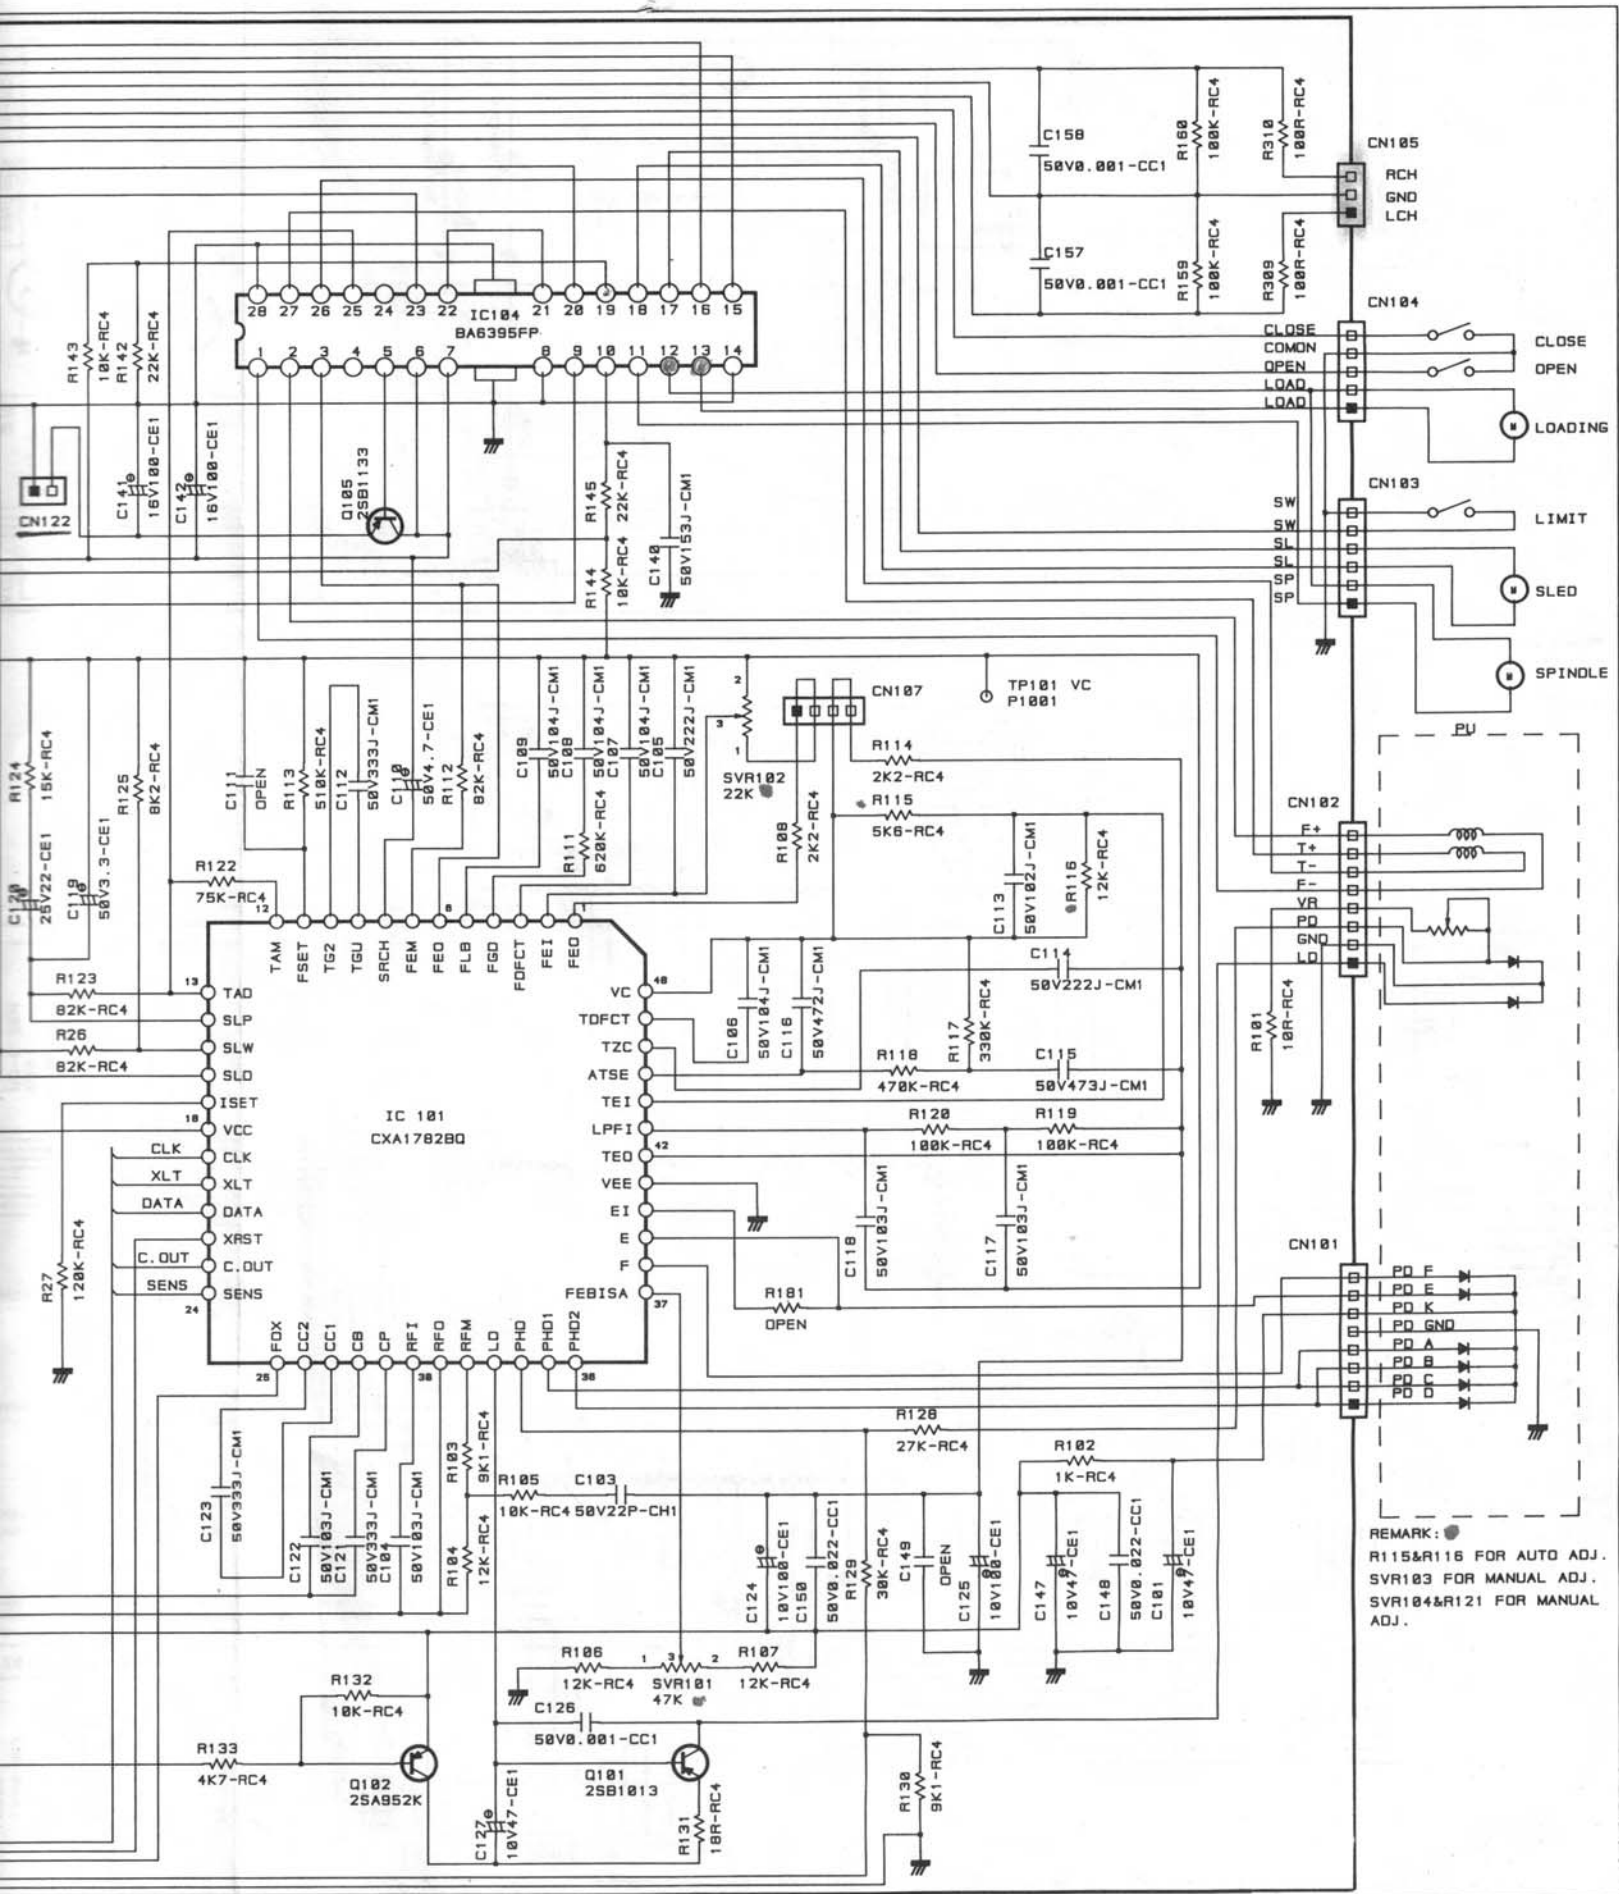 C158
50V0.001-CC1
R160
100K-RC4
R310
100R-RC4
CN105
RCH
GND
LCH
C157
50V0.001-CC1
R159
100K-RC4
R309
100R-RC4
28 27 26 25 24 23 22 21 20 19 18 17 16 15
IC104
BA6395FP
1 2 3 4 5 6 7 8 9 10 11 12 13 14
R143
10K-RC4
R142
22K-RC4
CN104
CLOSE
COMON
OPEN
LOAD
LOAD
CLOSE
OPEN
LOADING
CN122
C141
16V100-CE1
C142
16V100-CE1
Q105
2SB1133
R145
22K-RC4
R144
10K-RC4
C140
50V153J-CM1
CN103
SW
SW
SL
SL
SP
SP
LIMIT
M
SLED
M
SPINDLE
M
R124
15K-RC4
C120
25V22-CE1
C119
50V3.3-CE1
R125
8K2-RC4
C111
OPEN
R113
510K-RC4
C112
50V333J-CM1
C110
50V4.7-CE1
R112
82K-RC4
C109
50V104J-CM1
C108
50V104J-CM1
R111
620K-RC4
C107
50V104J-CM1
C105
50V222J-CM1
2
3
1
SVR102
22K
CN107
TP101 VC
P1001
R114
2K2-RC4
R115
5K6-RC4
R108
2K2-RC4
C113
50V102J-CM1
R116
12K-RC4
PU
CN102
F+
T+
T-
F-
VR
PD
GND
LD
R122
75K-RC4
12
6
1
TAM
FSET
TG2
TGU
SRCH
FEM
FEO
FLB
FGD
FDFCT
FEI
FEO
R123
82K-RC4
R26
82K-RC4
13
TAO
SLP
SLW
SLO
ISET
18
VCC
CLK
CLK
XLT
XLT
DATA
DATA
XRST
C.OUT
C.OUT
SENS
SENS
24
IC 101
CXA1782BQ
48
VC
TDFCT
TZC
ATSE
TEI
LPFI
TEO
42
VEE
EI
E
F
FEBISA
37
C106
50V104J-CM1
C116
50V472J-CM1
C114
50V222J-CM1
R117
330K-RC4
R118
470K-RC4
C115
50V473J-CM1
R120
100K-RC4
R119
100K-RC4
C118
50V103J-CM1
C117
50V103J-CM1
R181
OPEN
R101
10R-RC4
R27
120K-RC4
25
FOX
CC2
CC1
CB
CP
RFI
RFO
RFM
LD
PHD
PHD1
PHD2
36
CN101
PD F
PD E
PD K
PD GND
PD A
PD B
PD C
PD D
C123
50V333J-CM1
C122
50V103J-CM1
C121
50V333J-CM1
C104
50V103J-CM1
R103
9K1-RC4
R104
12K-RC4
R105
10K-RC4
C103
50V22P-CH1
R128
27K-RC4
R102
1K-RC4
C124
10V100-CE1
C150
50V0.022-CC1
R129
30K-RC4
C149
OPEN
C125
10V100-CE1
C147
10V47-CE1
C148
50V0.022-CC1
C101
10V47-CE1
REMARK:
R115&R116 FOR AUTO ADJ.
SVR103 FOR MANUAL ADJ.
SVR104&R121 FOR MANUAL
ADJ.
R106
12K-RC4
1 3 2
SVR101
47K
R107
12K-RC4
R132
10K-RC4
C126
50V0.001-CC1
R133
4K7-RC4
Q102
2SA952K
C127
10V47-CE1
Q101
2SB1013
R131
18R-RC4
R130
9K1-RC4